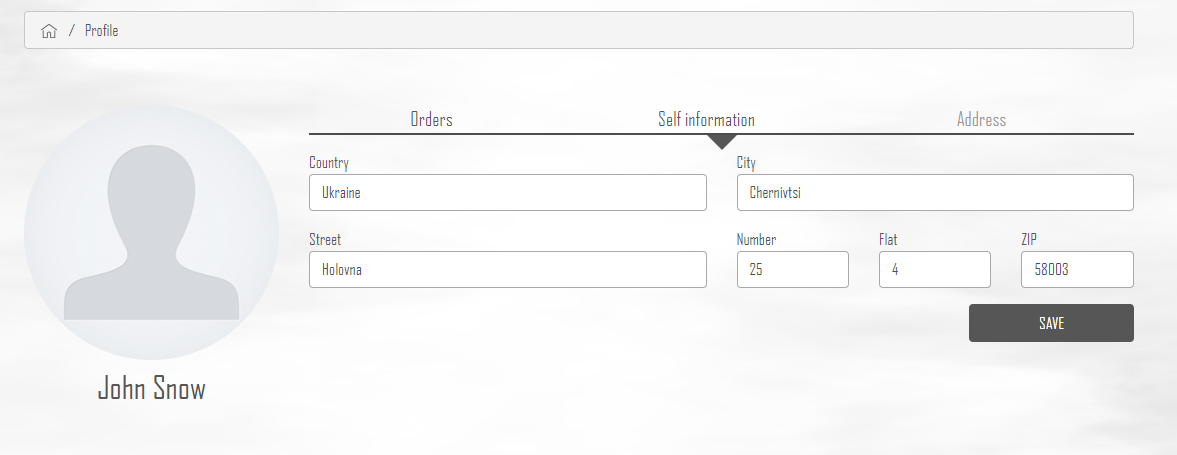 / Profile
Orders Self information Address
Country City
Ukraine Chernivtsi
Street Number Flat ZIP
Holovna 25 4 58003
SAVE
John Snow